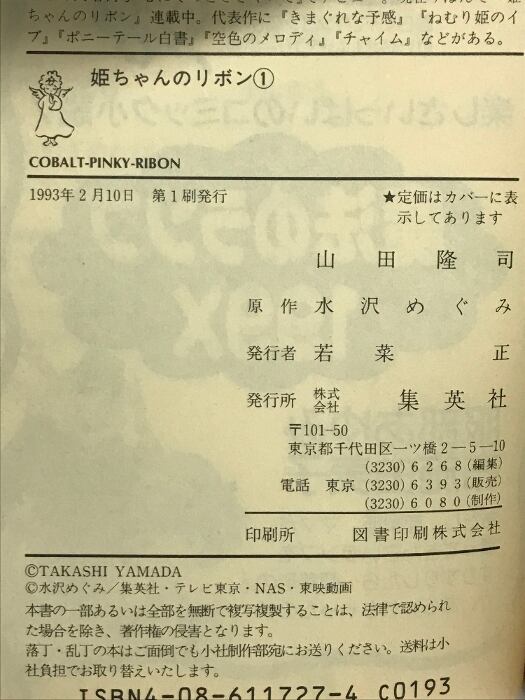 ちゃんのリボン』連載中。代表作に『きまぐれな予感』『ねむり姫のイ
ブ』『ポニーテール白書』『空色のメロディ』『チャイム』などがある。
姫ちゃんのリボン①
COBALT-PINKY-RIBON
1993年2月10日 第1刷発行
★定価はカバーに表
示してあります
山田隆司
原作 水沢めぐみ
発行者 若菜 正
発行所 株式会社 集英社
〒101-50
東京都千代田区一ツ橋2-5-10
(3230)6268(編集)
電話 東京(3230)6393(販売)
(3230)6080(制作)
印刷所 図書印刷株式会社
©TAKASHI YAMADA
©水沢めぐみ/集英社・テレビ東京・NAS・東映動画
本書の一部あるいは全部を無断で複写複製することは、法律で認められ
た場合を除き、著作権の侵害となります。
落丁・乱丁の本はご面倒でも小社制作部宛にお送りください。送料は小
社負担でお取り替えいたします。
ISBN4-08-611727-4 C0193